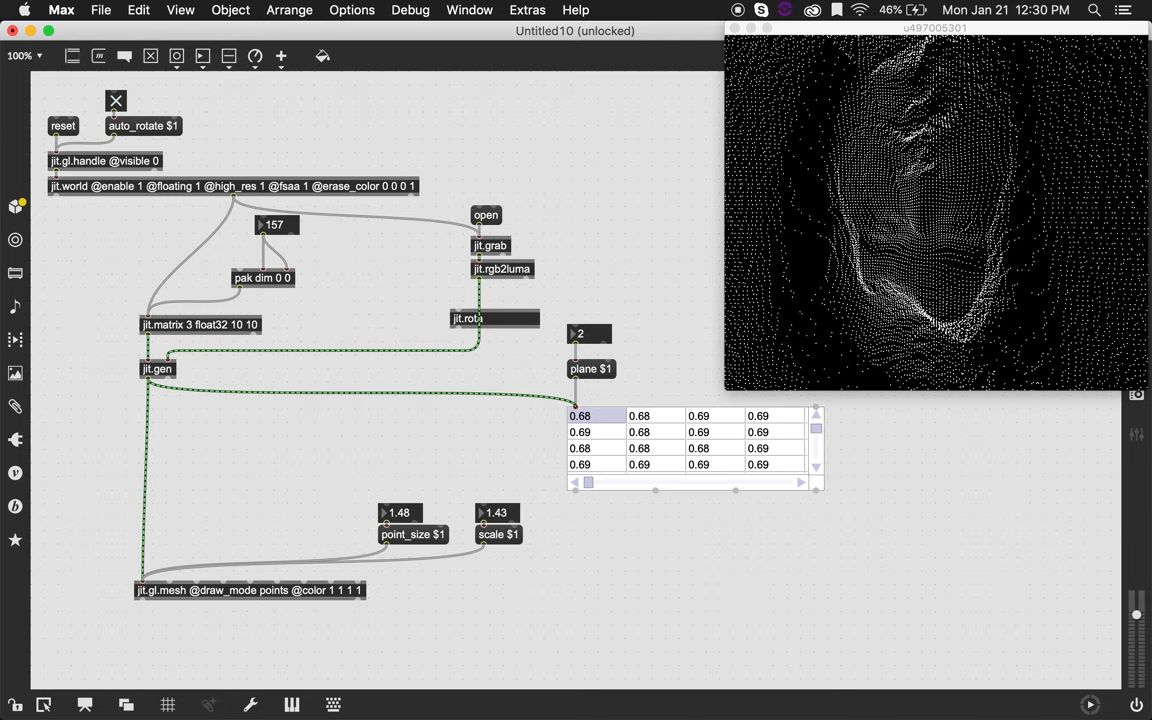 Max File Edit View Object Arrange Options Debug Window Extras Help 46% Mon Jan 21 12:30 PM
Untitled10 (unlocked)
u497005301
100%
reset
auto_rotate $1
jit.gl.handle @visible 0
jit.world @enable 1 @floating 1 @high_res 1 @fsaa 1 @erase_color 0 0 0 1
157
open
jit.grab
jit.rgb2luma
pak dim 0 0
jit.matrix 3 float32 10 10
jit.rota
2
jit.gen
plane $1
0.68 0.68 0.69 0.69
0.69 0.68 0.69 0.69
0.68 0.68 0.68 0.69
0.69 0.69 0.69 0.69
1.48
1.43
point_size $1
scale $1
jit.gl.mesh @draw_mode points @color 1 1 1 1